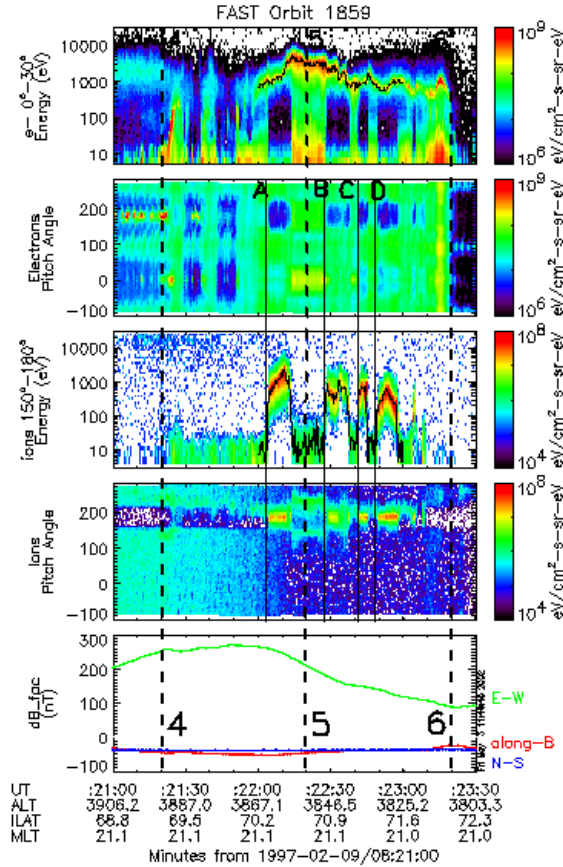 FAST Orbit 1859
10000
1000
100
10
e- 0°-30°
Energy (eV)
10^9
10^6
eV/cm²-s-sr-eV
A B C D
200
100
0
-100
Electrons
Pitch Angle
10^9
10^6
eV/cm²-s-sr-eV
10000
1000
100
10
Ions 150°-180°
Energy (eV)
10^8
10^4
eV/cm²-s-sr-eV
200
100
0
-100
Ions
Pitch Angle
10^8
10^4
eV/cm²-s-sr-eV
300
200
100
0
-100
dB_fac
(nT)
4 5 6
E-W
along-B
N-S
UT :21:00 :21:30 :22:00 :22:30 :23:00 :23:30
ALT 3906.2 3887.0 3867.1 3846.5 3825.2 3803.3
ILAT 68.8 69.5 70.2 70.9 71.6 72.3
MLT 21.1 21.1 21.1 21.1 21.0 21.0
Minutes from 1997-02-09/06:21:00